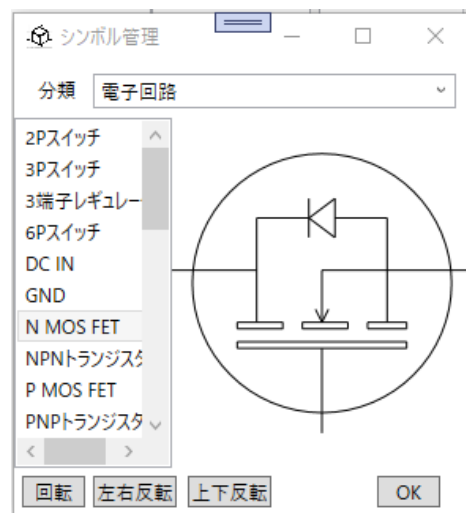 シンボル管理
分類 電子回路
2Pスイッチ
3Pスイッチ
3端子レギュレー
6Pスイッチ
DC IN
GND
N MOS FET
NPNトランジスタ
P MOS FET
PNPトランジスタ
回転 左右反転 上下反転 OK